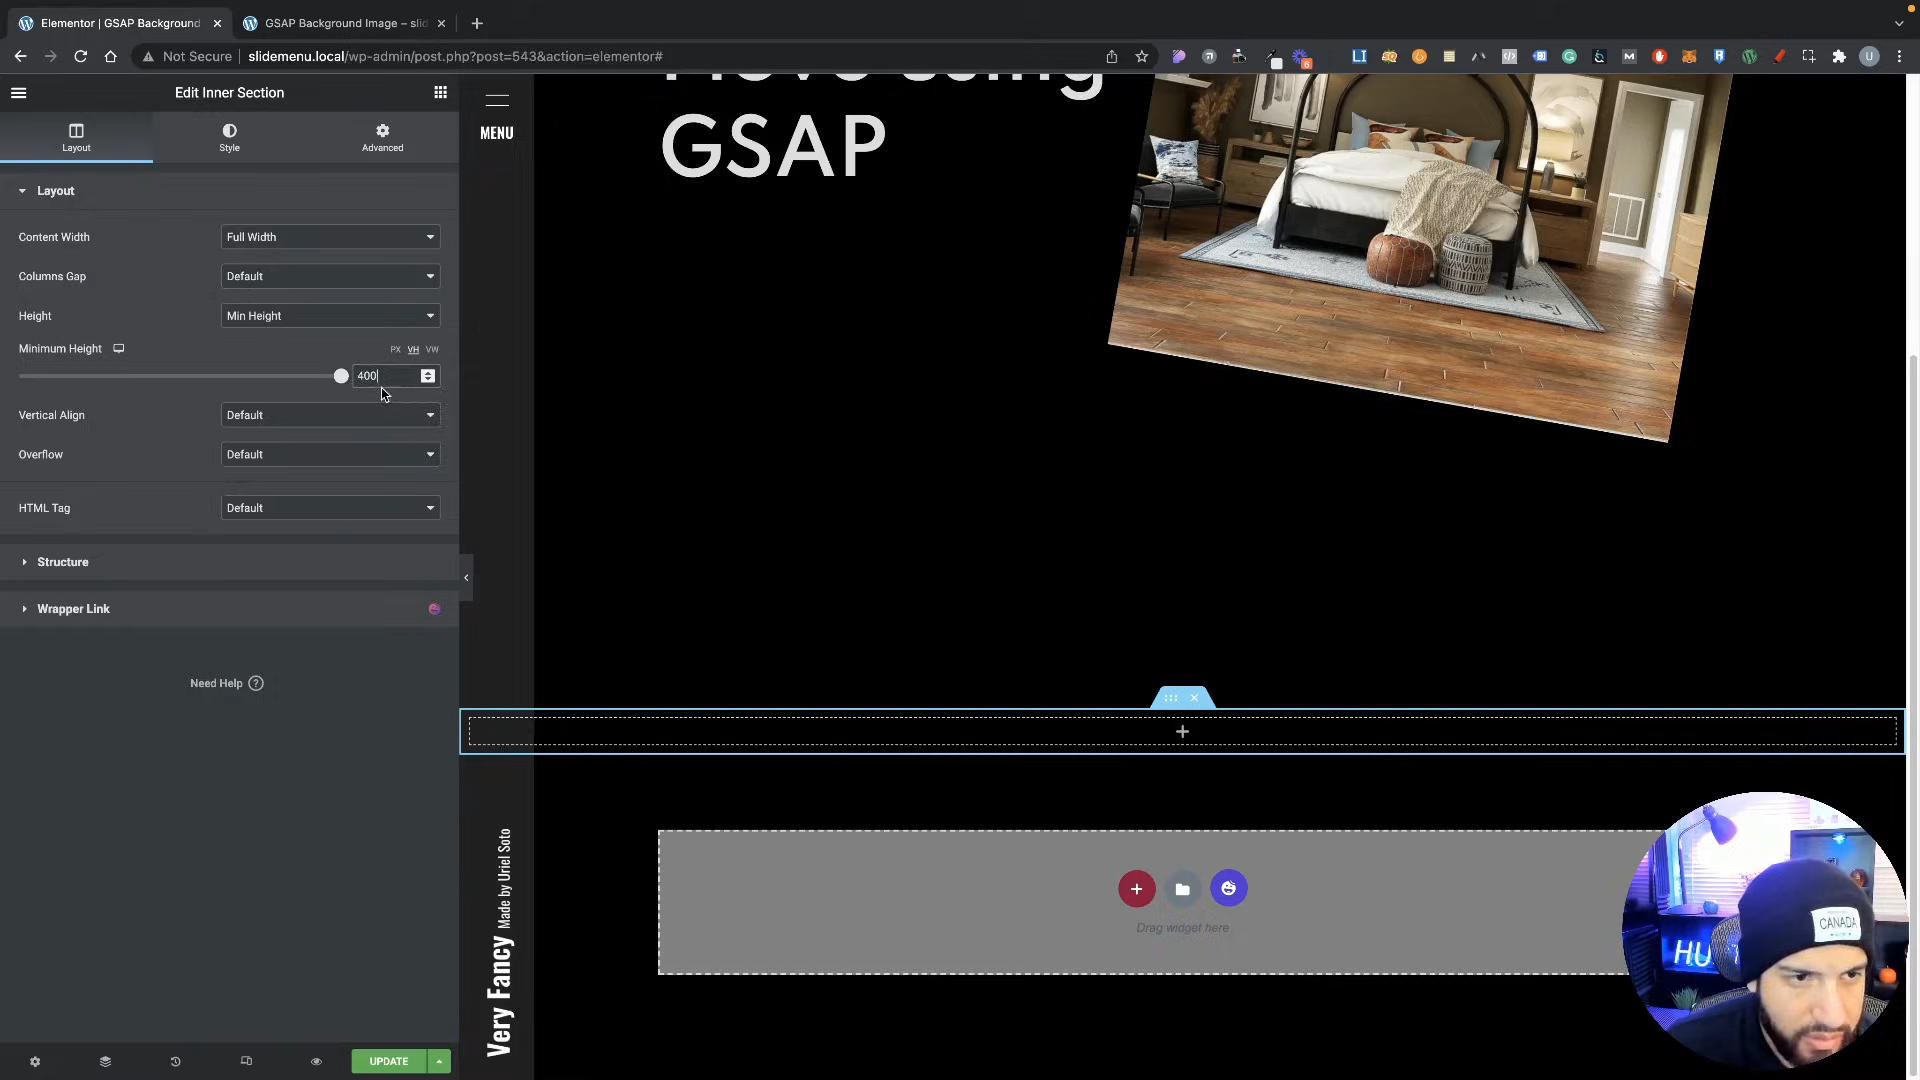 Elementor | GSAP Background
GSAP Background Image – slid
Not Secure
slidemenu.local/wp-admin/post.php?post=543&action=elementor#
6
LI
M
U
Edit Inner Section
Layout
Style
Advanced
Layout
Content Width
Full Width
Columns Gap
Default
Height
Min Height
Minimum Height
PX
VH
VW
400
Vertical Align
Default
Overflow
Default
HTML Tag
Default
Structure
Wrapper Link
Need Help
?
UPDATE
MENU
GSAP
Drag widget here
Very Fancy
Made by Uriel Soto
CANADA